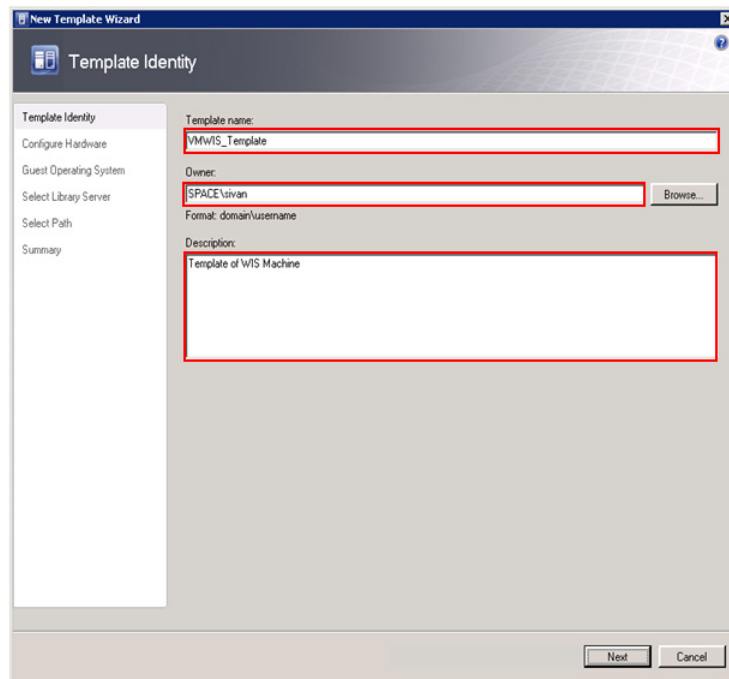 New Template Wizard
Template Identity
Template Identity
Configure Hardware
Guest Operating System
Select Library Server
Select Path
Summary
Template name:
VMWIS_Template
Owner:
SPACE\sivan
Browse...
Format: domain\username
Description:
Template of WIS Machine
Next
Cancel